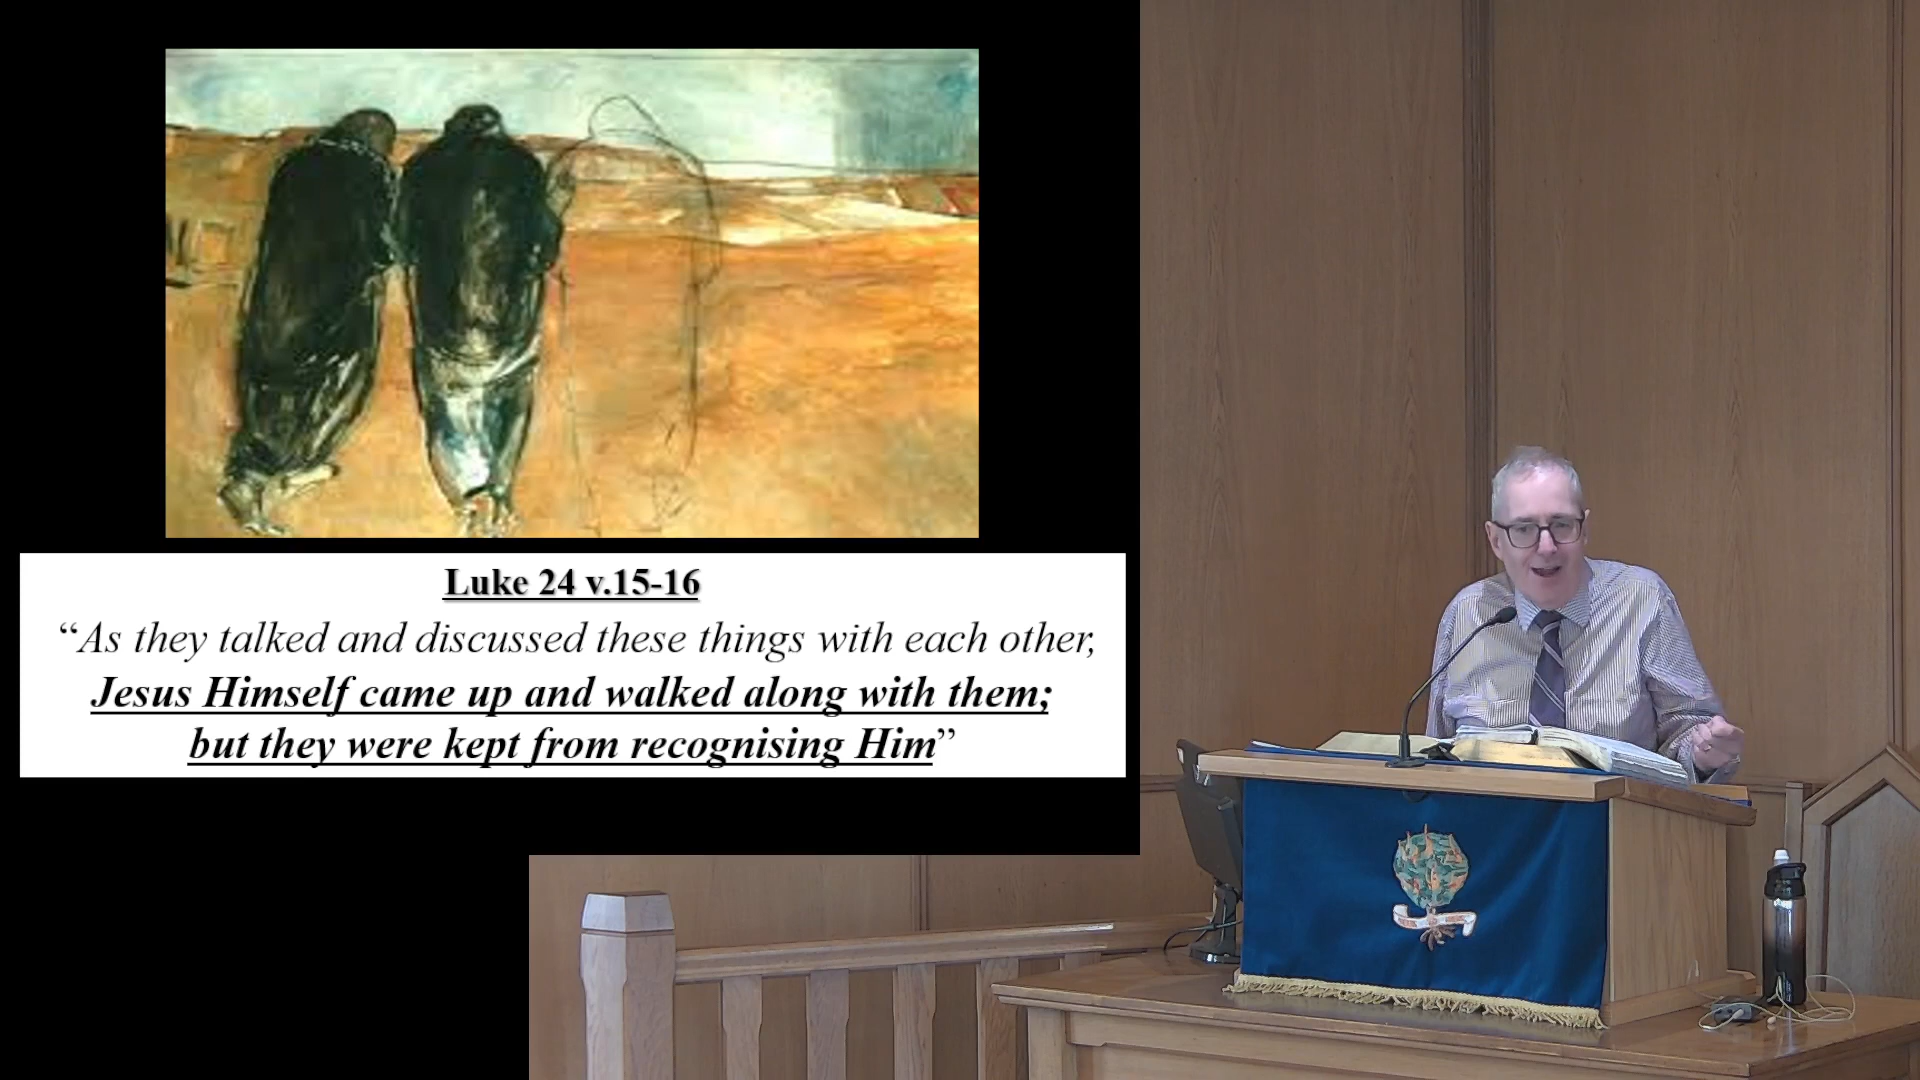 Luke 24 v.15-16
“As they talked and discussed these things with each other,
Jesus Himself came up and walked along with them;
but they were kept from recognising Him”